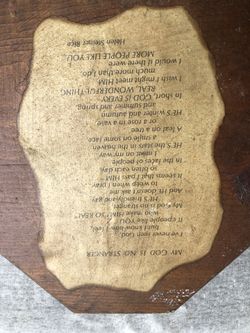 MY GOD IS NO STRANGER
I've never seen God,
but I know how I feel,
It's people like YOU
who make HIM "SO REAL"
My God is no stranger,
HE'S friendly and gay
And HE doesn't ask me
to weep when I pray
It seems that I pass HIM
so often each day
In the faces of people
I meet on my way
HE'S the stars in the heaven
a smile on some face
A leaf on a tree
or a rose in a vase
HE'S winter and autumn
and summer and spring
In short, GOD IS EVERY
REAL, WONDERFUL THING
I wish I might meet HIM
much more than I do
I would if there were
MORE PEOPLE LIKE YOU.
Helen Steiner Rice